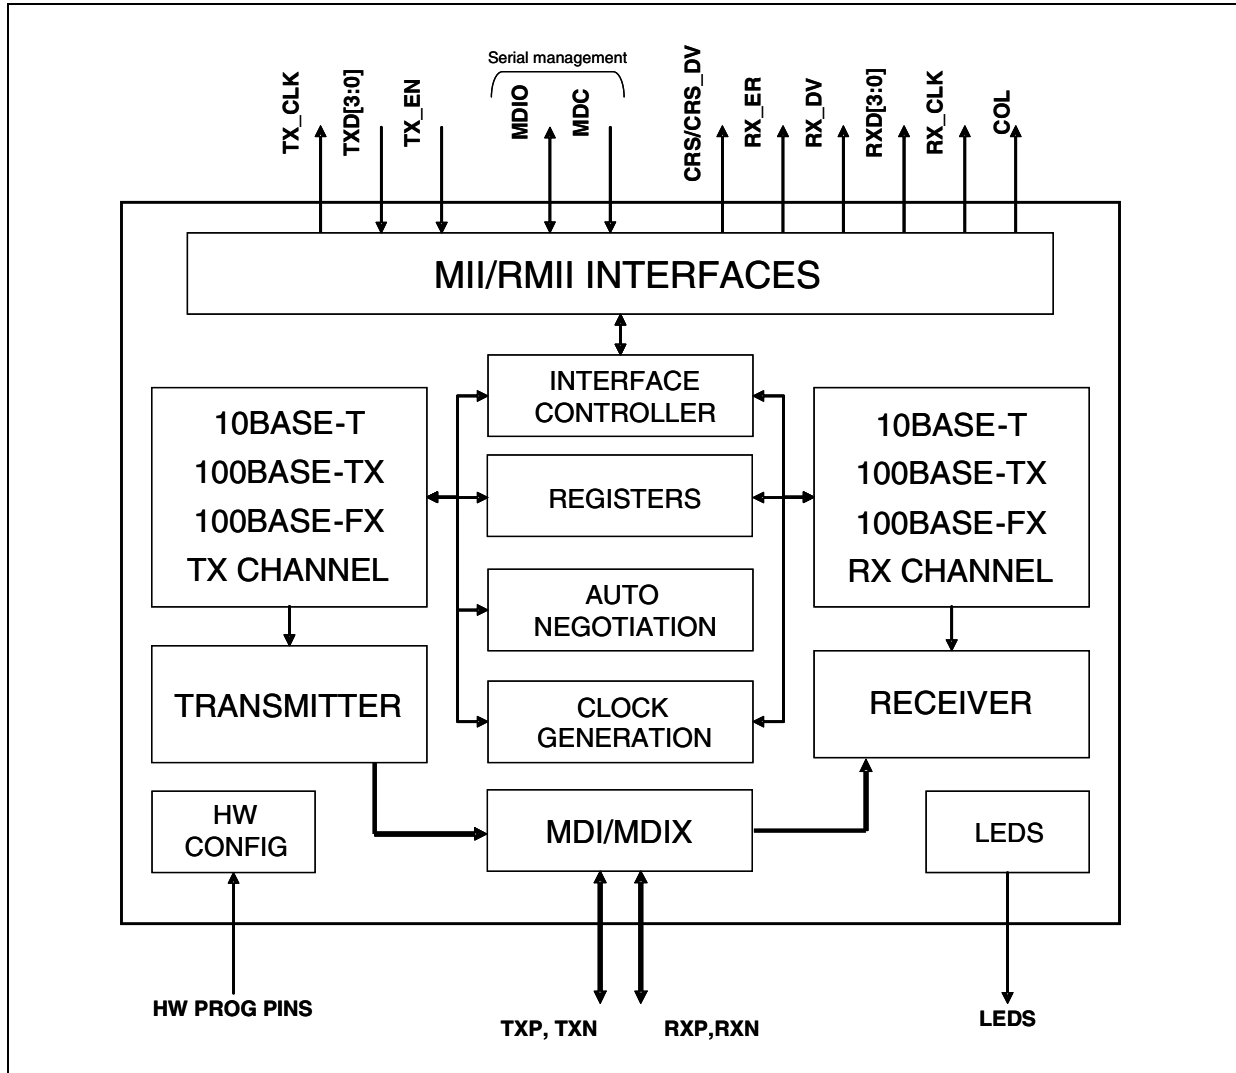 Serial management
TX_CLK
TXD[3:0]
TX_EN
MDIO
MDC
CRS/CRS_DV
RX_ER
RX_DV
RXD[3:0]
RX_CLK
COL
MII/RMII INTERFACES
INTERFACE
CONTROLLER
10BASE-T
100BASE-TX
100BASE-FX
TX CHANNEL
REGISTERS
10BASE-T
100BASE-TX
100BASE-FX
RX CHANNEL
AUTO
NEGOTIATION
TRANSMITTER
CLOCK
GENERATION
RECEIVER
HW
CONFIG
MDI/MDIX
LEDS
HW PROG PINS
TXP, TXN
RXP,RXN
LEDS